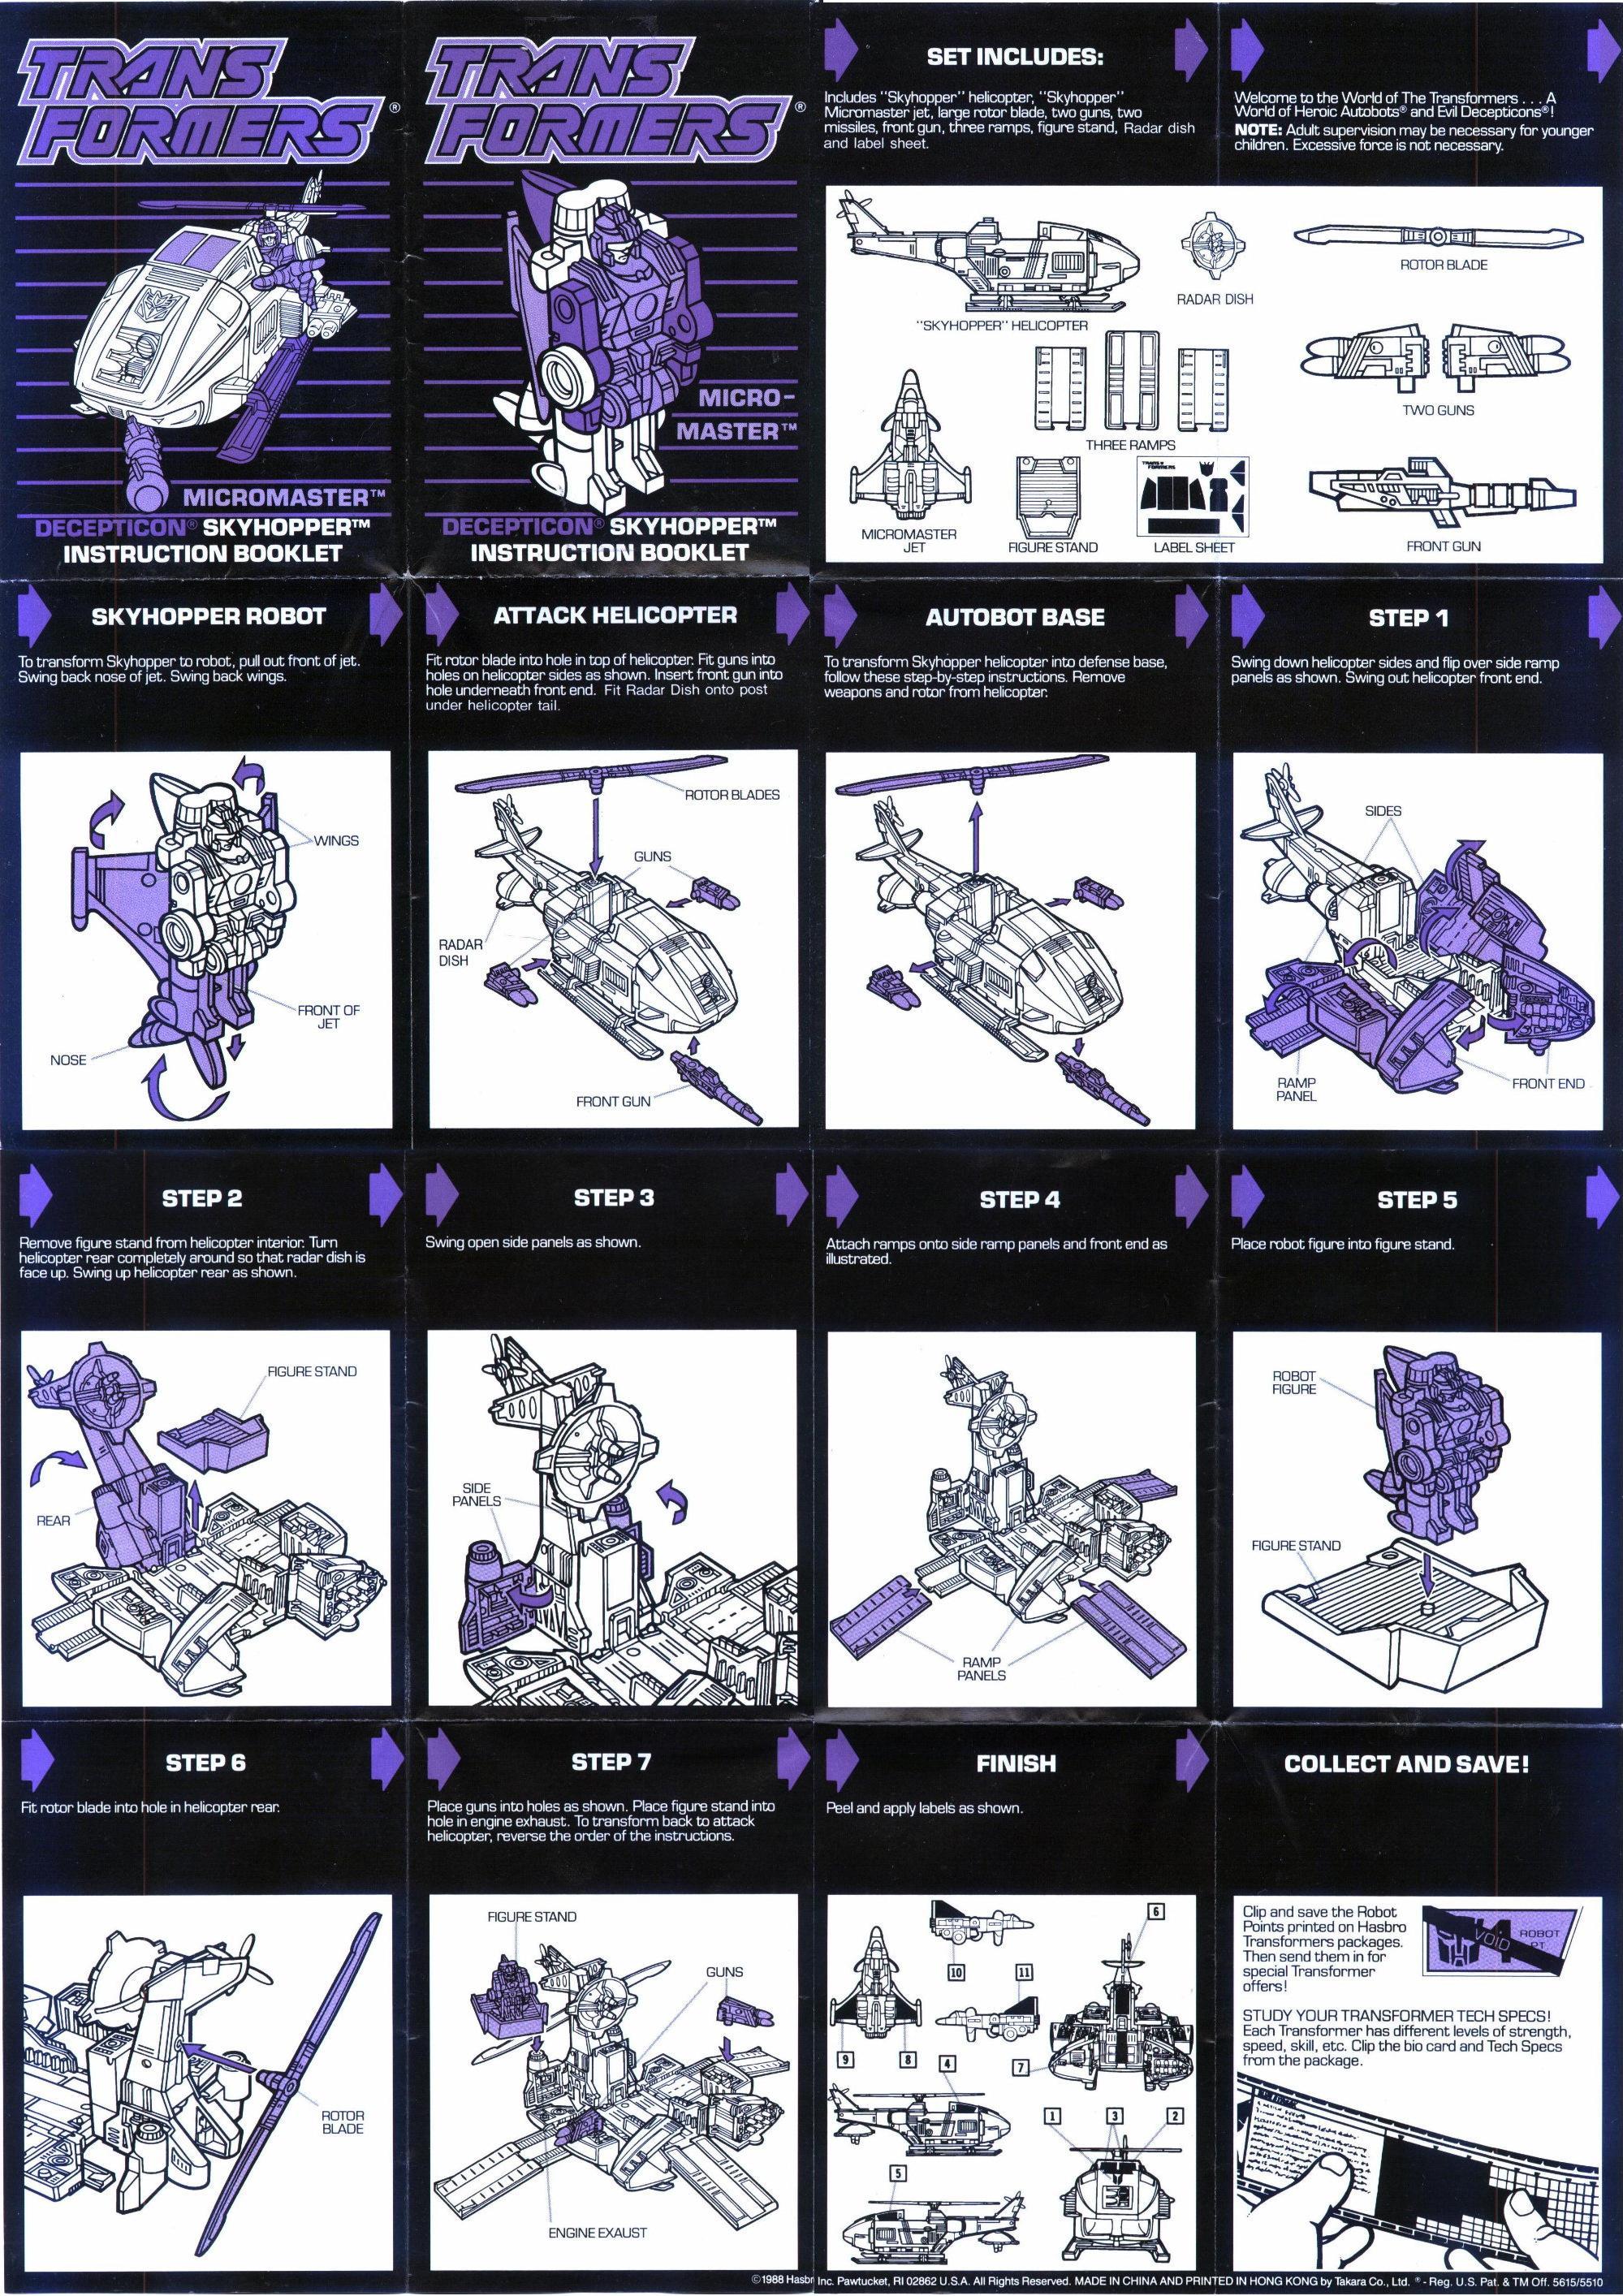 TRANS
FORMERS®
MICROMASTER™
DECEPTICON® SKYHOPPER™
INSTRUCTION BOOKLET
TRANS
FORMERS®
MICRO-
MASTER™
DECEPTICON® SKYHOPPER™
INSTRUCTION BOOKLET
SET INCLUDES:
Includes "Skyhopper" helicopter, "Skyhopper"
Micromaster jet, large rotor blade, two guns, two
missiles, front gun, three ramps, figure stand, Radar dish
and label sheet.
Welcome to the World of The Transformers . . . A
World of Heroic Autobots® and Evil Decepticons®!
NOTE: Adult supervision may be necessary for younger
children. Excessive force is not necessary.
"SKYHOPPER" HELICOPTER
RADAR DISH
ROTOR BLADE
TWO GUNS
THREE RAMPS
MICROMASTER
JET
FIGURE STAND
TRANS
FORMERS
LABEL SHEET
FRONT GUN
SKYHOPPER ROBOT
To transform Skyhopper to robot, pull out front of jet.
Swing back nose of jet. Swing back wings.
WINGS
FRONT OF
JET
NOSE
ATTACK HELICOPTER
Fit rotor blade into hole in top of helicopter. Fit guns into
holes on helicopter sides as shown. Insert front gun into
hole underneath front end. Fit Radar Dish onto post
under helicopter tail.
ROTOR BLADES
GUNS
RADAR
DISH
FRONT GUN
AUTOBOT BASE
To transform Skyhopper helicopter into defense base,
follow these step-by-step instructions. Remove
weapons and rotor from helicopter.
STEP 1
Swing down helicopter sides and flip over side ramp
panels as shown. Swing out helicopter front end.
SIDES
RAMP
PANEL
FRONT END
STEP 2
Remove figure stand from helicopter interior. Turn
helicopter rear completely around so that radar dish is
face up. Swing up helicopter rear as shown.
FIGURE STAND
REAR
STEP 3
Swing open side panels as shown.
SIDE
PANELS
STEP 4
Attach ramps onto side ramp panels and front end as
illustrated.
RAMP
PANELS
STEP 5
Place robot figure into figure stand.
ROBOT
FIGURE
FIGURE STAND
STEP 6
Fit rotor blade into hole in helicopter rear.
ROTOR
BLADE
STEP 7
Place guns into holes as shown. Place figure stand into
hole in engine exhaust. To transform back to attack
helicopter, reverse the order of the instructions.
FIGURE STAND
GUNS
ENGINE EXAUST
FINISH
Peel and apply labels as shown.
6
10
11
9
8
4
7
1
3
2
5
COLLECT AND SAVE!
Clip and save the Robot
Points printed on Hasbro
Transformers packages.
Then send them in for
special Transformer
offers!
VOID
ROBOT
PT.
STUDY YOUR TRANSFORMER TECH SPECS!
Each Transformer has different levels of strength,
speed, skill, etc. Clip the bio card and Tech Specs
from the package.
©1988 Hasbr Inc. Pawtucket, RI 02862 U.S.A. All Rights Reserved. MADE IN CHINA AND PRINTED IN HONG KONG by Takara Co., Ltd. ® - Reg. U.S. Pat. & TM Off. 5615/5510